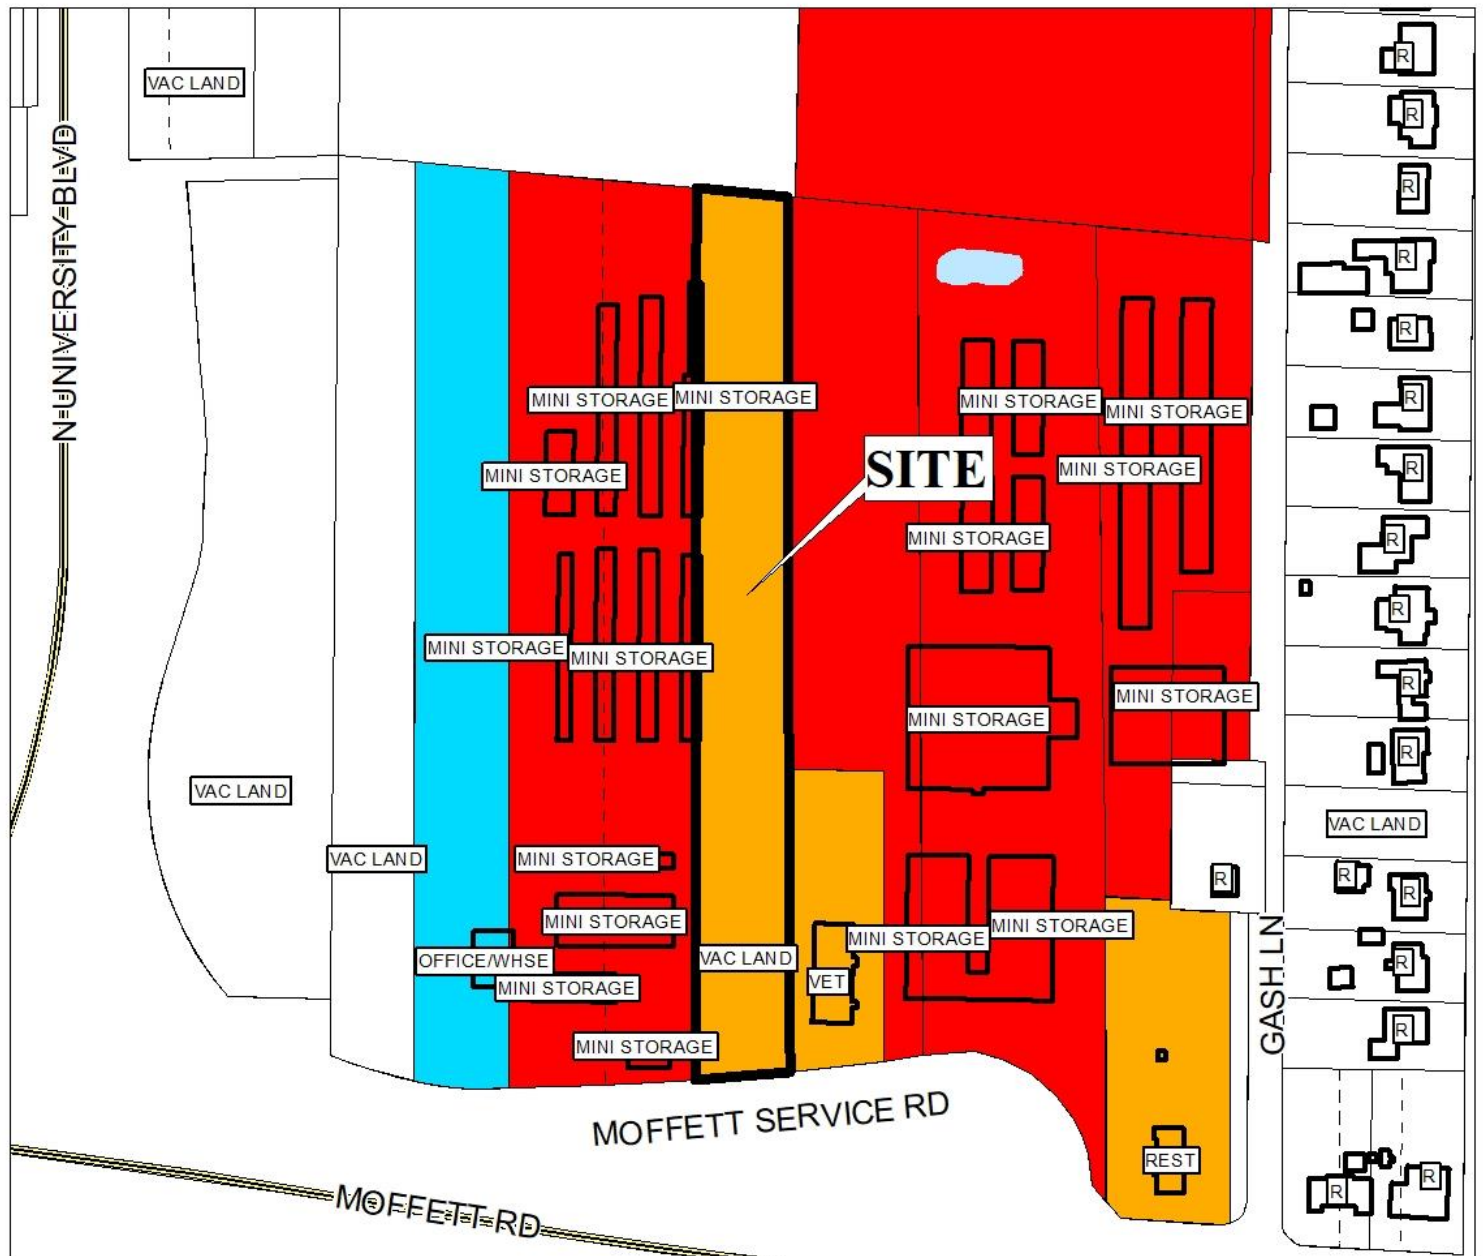 R
VAC LAND
R
N UNIVERSITY BLVD
R
R
R
MINI STORAGE
MINI STORAGE
MINI STORAGE
MINI STORAGE
R
SITE
MINI STORAGE
MINI STORAGE
R
MINI STORAGE
R
R
MINI STORAGE
MINI STORAGE
R
MINI STORAGE
MINI STORAGE
R
VAC LAND
VAC LAND
VAC LAND
MINI STORAGE
R
R
R
MINI STORAGE
MINI STORAGE
MINI STORAGE
OFFICE/WHSE
VAC LAND
R
MINI STORAGE
VET
GASH LN
R
MINI STORAGE
MOFFETT SERVICE RD
REST
R
R
MOFFETT RD